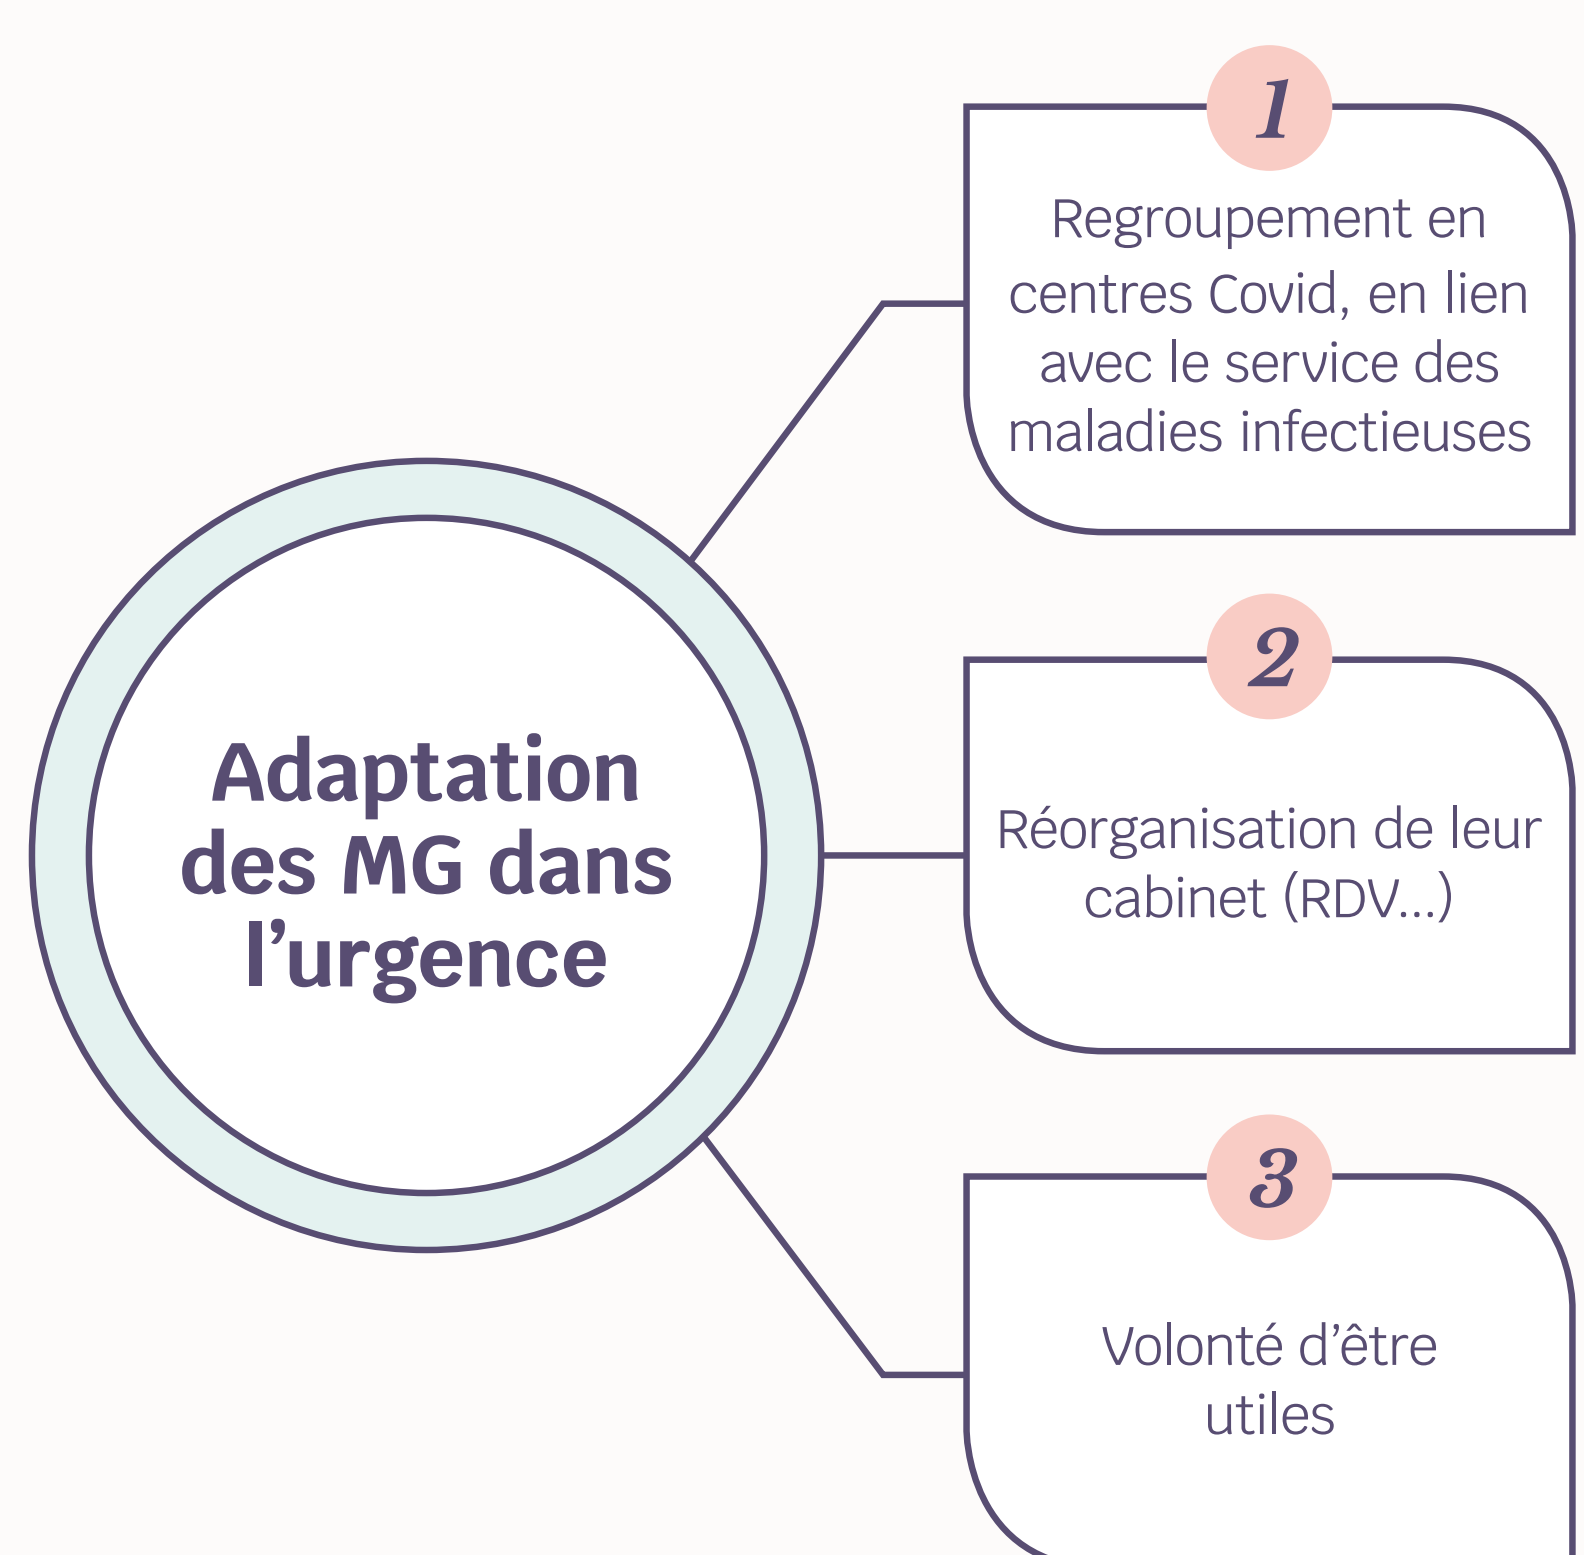 Adaptation
des MG dans
l’urgence
1
Regroupement en
centres Covid, en lien
avec le service des
maladies infectieuses
2
Réorganisation de leur
cabinet (RDV...)
3
Volonté d’être
utiles